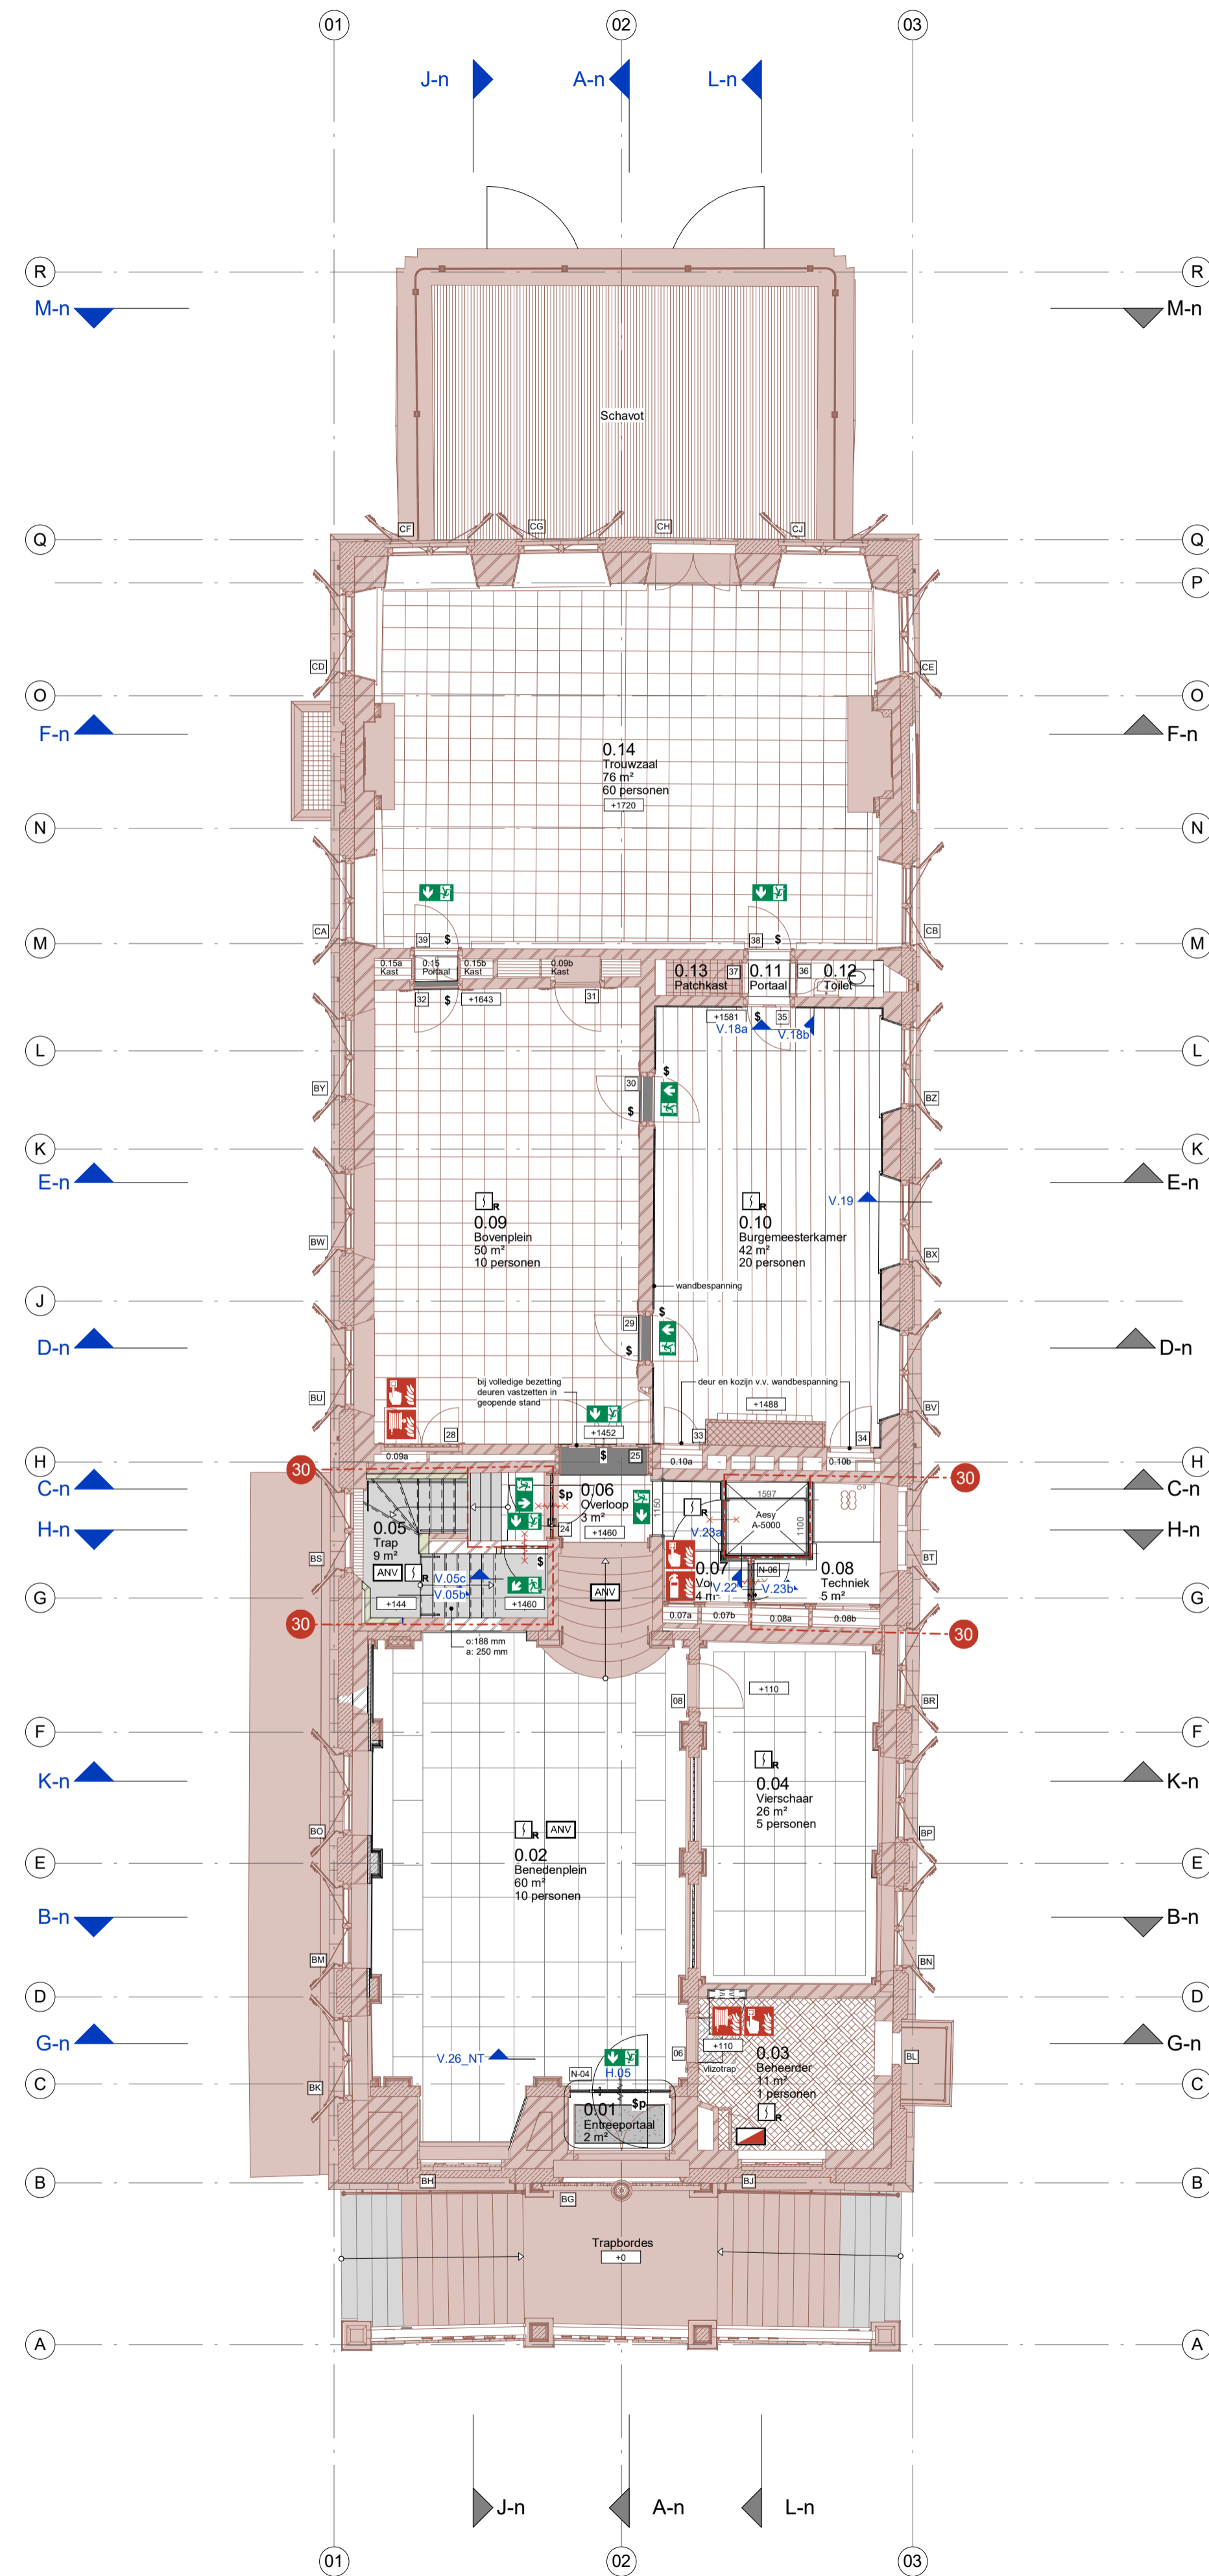 01 02 03
J-n A-n L-n
R R
M-n M-n
Schavot
CF CG CH CJ
Q Q
P
CD CE
O O
F-n F-n
0.14
Trouwzaal
76 m²
60 personen
+1720
N N
CA CB
39 $ 38 $
M M
0.15a
Kast
0.15
Portaal
0.15b
Kast
0.09b
Kast
0.13
Patchkast
37
0.11
Portaal
36
0.12
Toilet
32 $ +1643 31
+1581 $ 35
V.18a V.18b
L L
30 $
$
BY BZ
K K
E-n E-n
V.19
R
0.09
Bovenplein
50 m²
10 personen
R
0.10
Burgemeesterkamer
42 m²
20 personen
BW BX
wandbespanning
J
29 $
$
D-n D-n
bij volledige bezetting
deuren vastzetten in
geopende stand
deur en kozijn v.v. wandbespanning
BU BV
+1488
28 +1452 33 34
$ 25
H H
0.09a 0.10a 0.10b
30 30
C-n C-n
H-n H-n
0.05
Trap
9 m²
ANV R
+144
$p
24
$
0.06
Overloop
3 m²
+1460
1150
R
1597
Aesy
A-5000
1100
V.23a
V.05c
V.05b
+1460
ANV
0.07
4 m²
V.22
N-06
V.23b
0.08
Techniek
5 m²
BS BT
G G
0.07a 0.07b 0.08a 0.08b
30 30
o:188 mm
a: 250 mm
08 +110
BR
F F
K-n K-n
R
0.04
Vierschaar
26 m²
5 personen
R ANV
0.02
Benedenplein
60 m²
10 personen
BO BP
E E
B-n B-n
BM BN
D D
G-n G-n
+110
vlizotrap
06
0.03
Beheerder
11 m²
1 personen
R
BL
V.26_NT
H.05
N-04
$p
0.01
Entreeportaal
2 m²
C C
BK
B B
BH BG BJ
Trapbordes
+0
A A
J-n A-n L-n
01 02 03